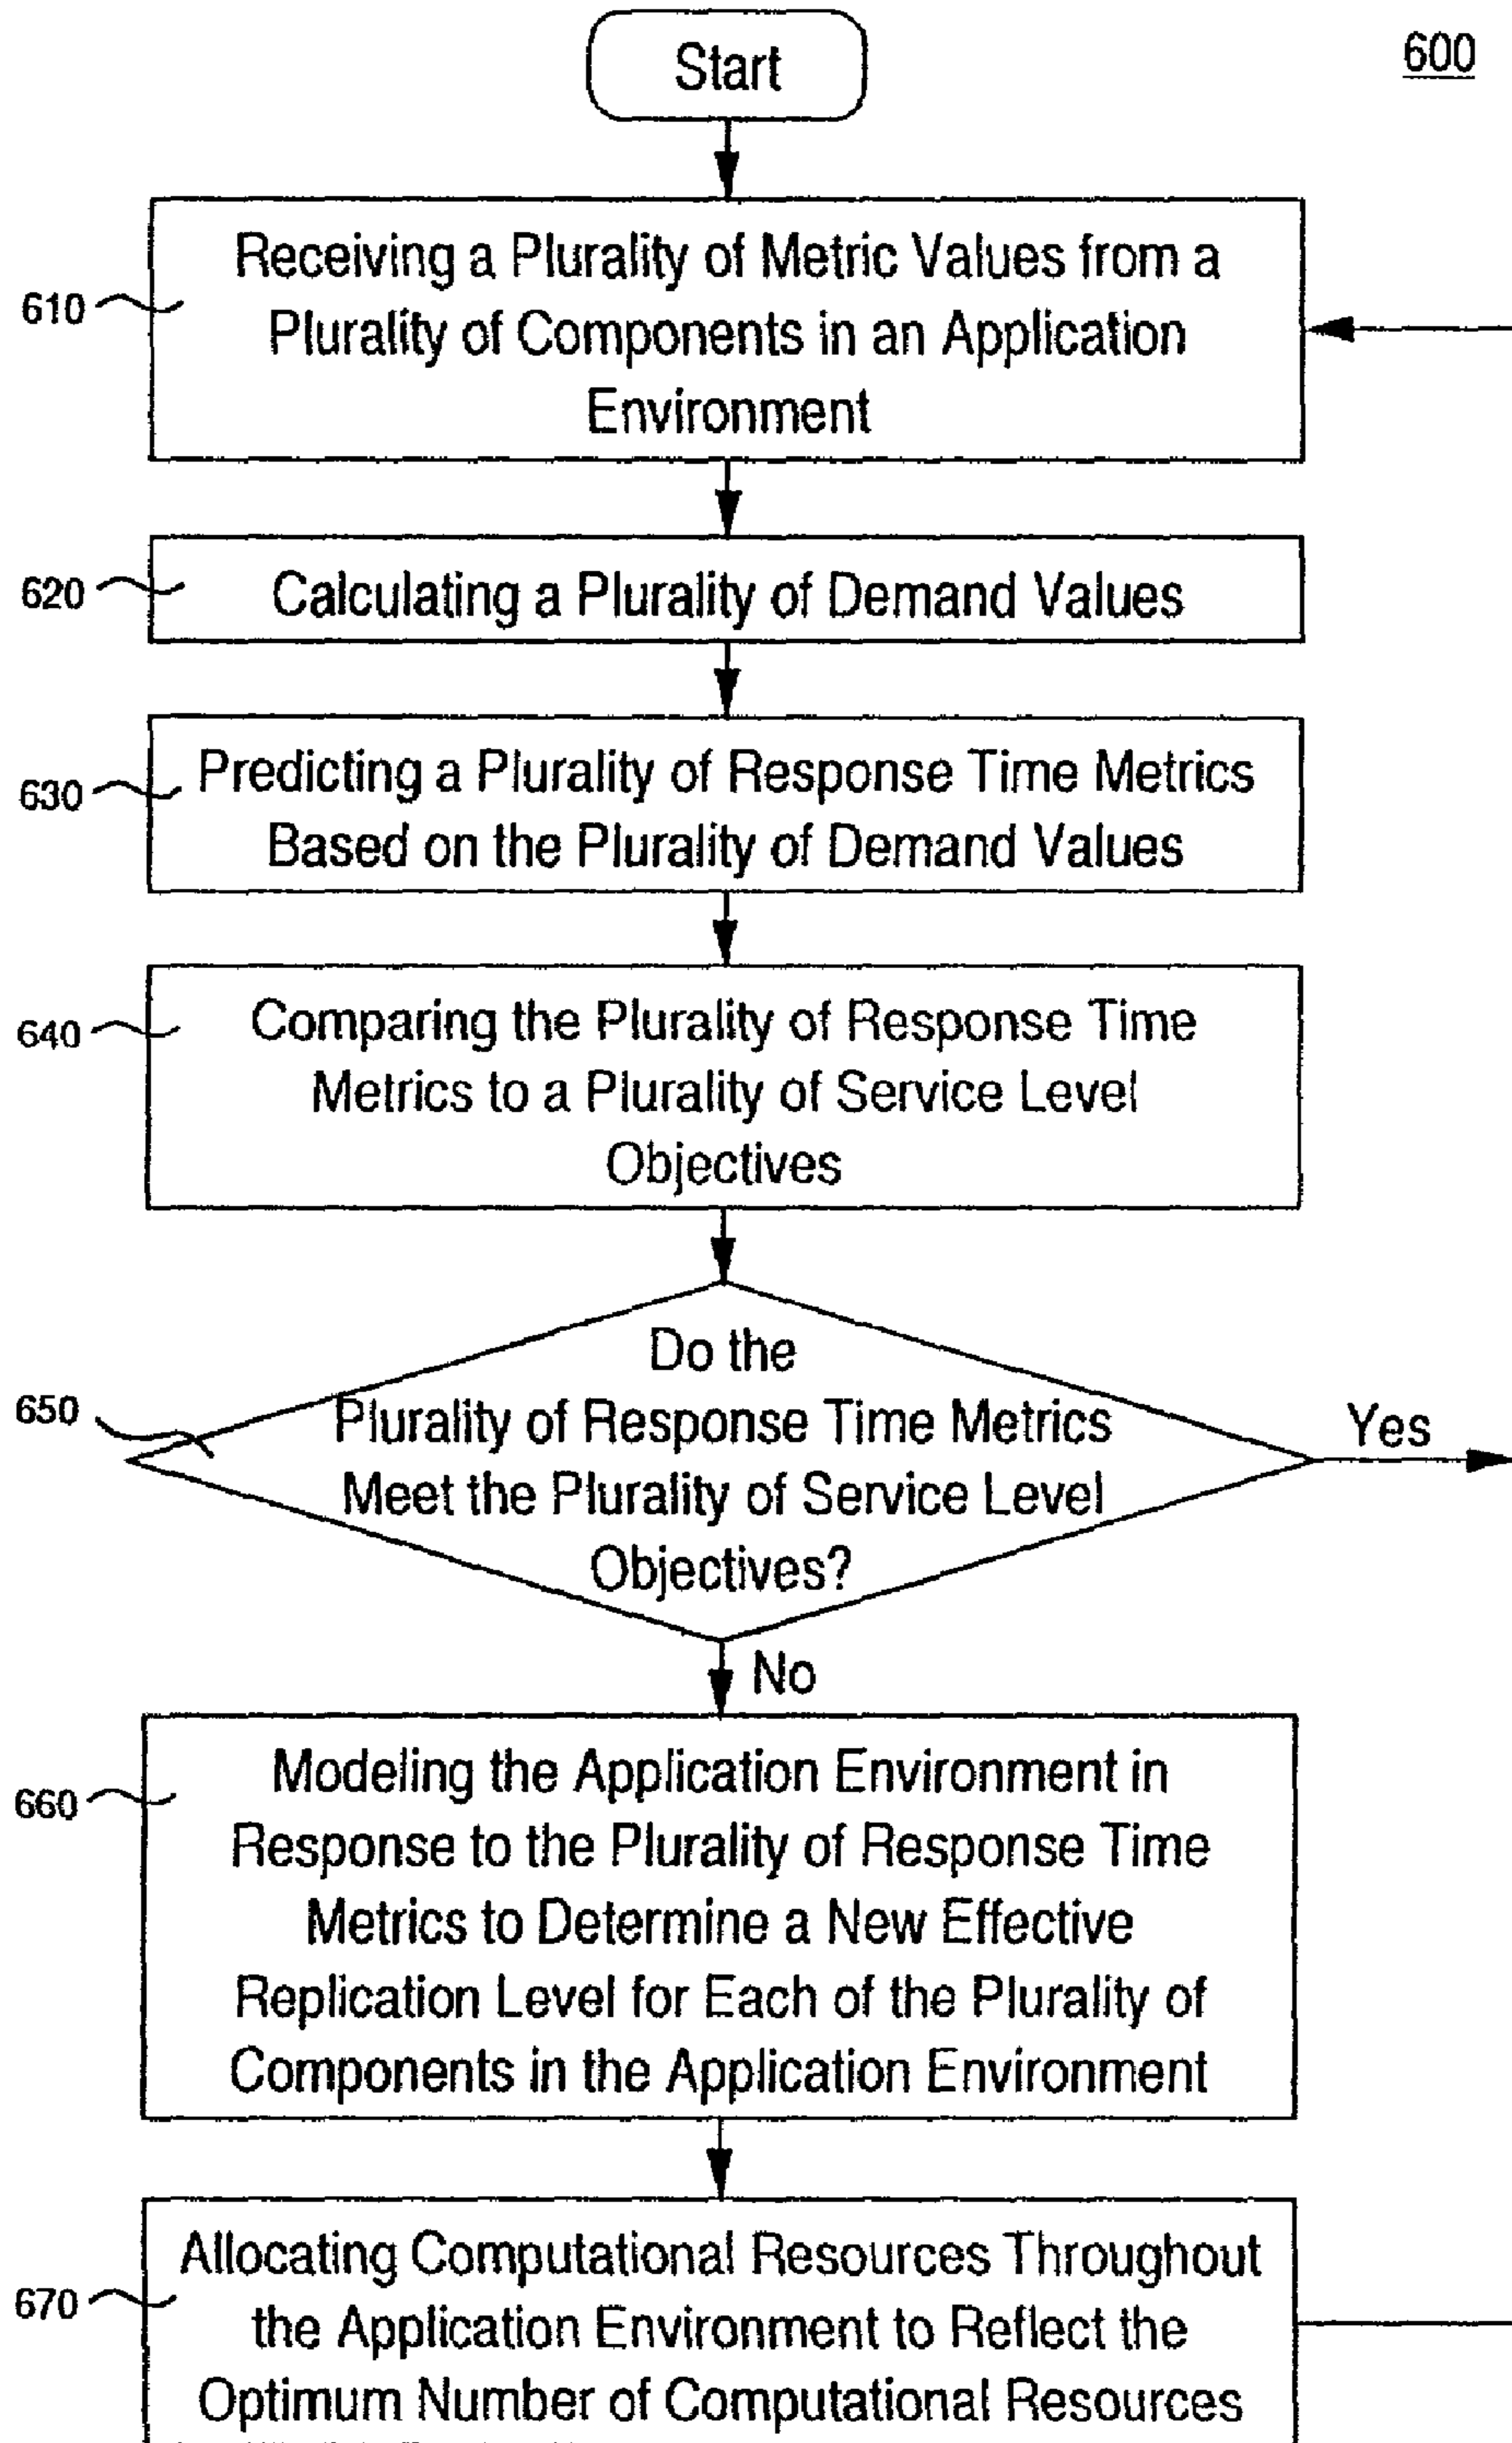 Start
600
Receiving a Plurality of Metric Values from a
Plurality of Components in an Application
Environment
610
620
Calculating a Plurality of Demand Values
630
Predicting a Plurality of Response Time Metrics
Based on the Plurality of Demand Values
640
Comparing the Plurality of Response Time
Metrics to a Plurality of Service Level
Objectives
650
Do the
Plurality of Response Time Metrics
Meet the Plurality of Service Level
Objectives?
Yes
No
660
Modeling the Application Environment in
Response to the Plurality of Response Time
Metrics to Determine a New Effective
Replication Level for Each of the Plurality of
Components in the Application Environment
670
Allocating Computational Resources Throughout
the Application Environment to Reflect the
Optimum Number of Computational Resources